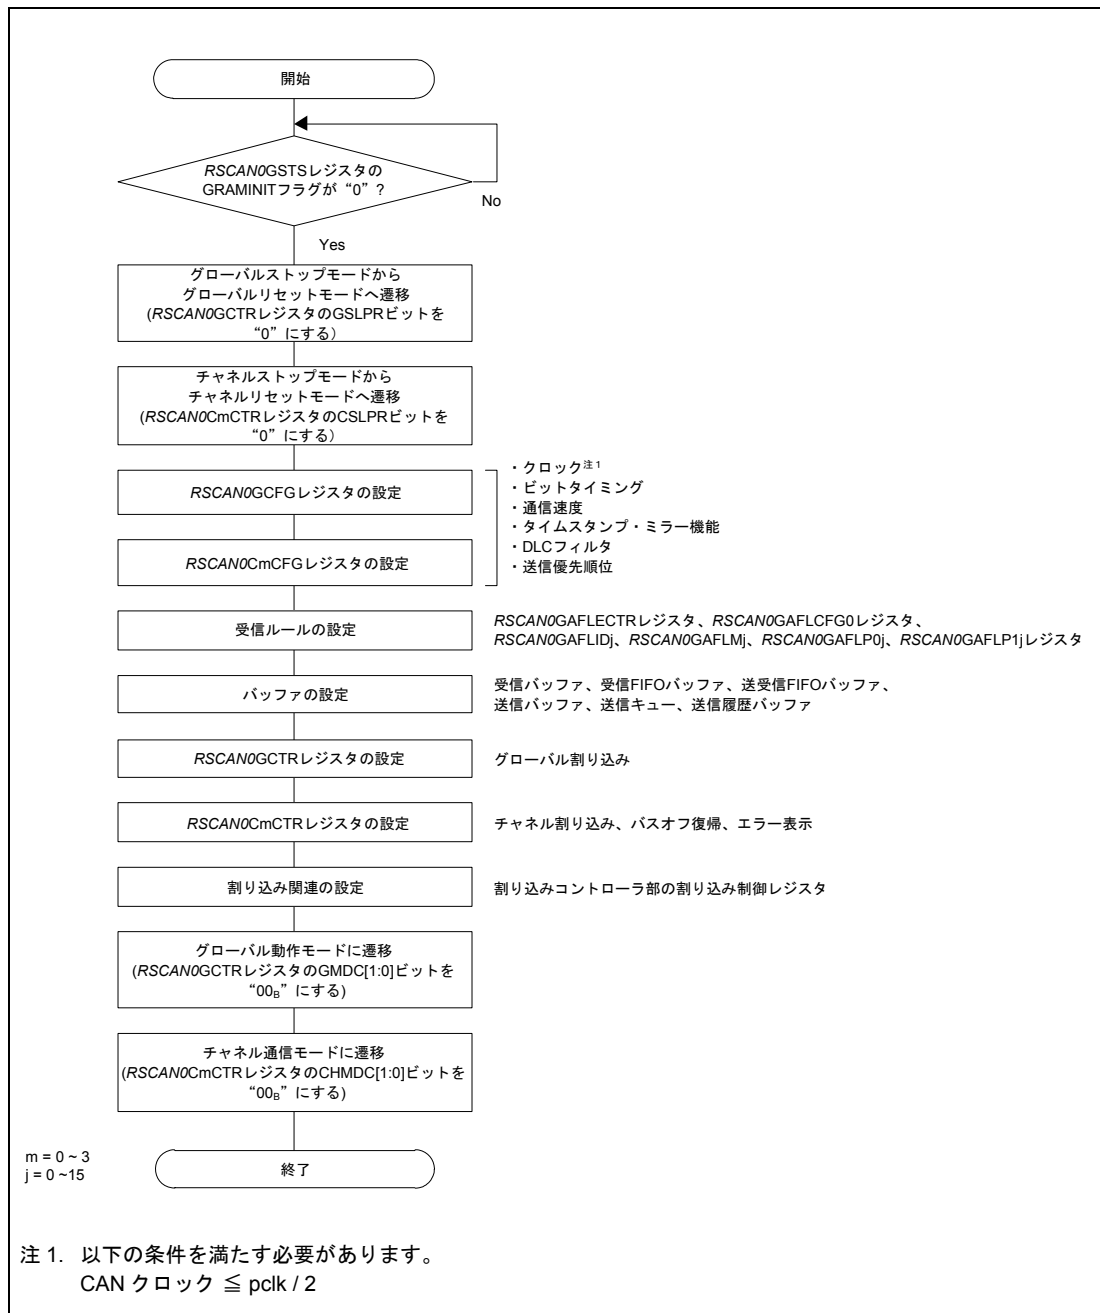 開始
RSCAN0GSTSレジスタの
GRAMINITフラグが“0”?
No
Yes
グローバルストップモードから
グローバルリセットモードへ遷移
(RSCAN0GCTRレジスタのGSLPRビットを
“0”にする)
チャネルストップモードから
チャネルリセットモードへ遷移
(RSCAN0CmCTRレジスタのCSLPRビットを
“0”にする)
RSCAN0GCFGレジスタの設定
RSCAN0CmCFGレジスタの設定
・クロック注1
・ビットタイミング
・通信速度
・タイムスタンプ・ミラー機能
・DLCフィルタ
・送信優先順位
受信ルールの設定
RSCAN0GAFLECTRレジスタ、RSCAN0GAFLCFG0レジスタ、
RSCAN0GAFLIDj、RSCAN0GAFLMj、RSCAN0GAFLP0j、RSCAN0GAFLP1jレジスタ
バッファの設定
受信バッファ、受信FIFOバッファ、送受信FIFOバッファ、
送信バッファ、送信キュー、送信履歴バッファ
RSCAN0GCTRレジスタの設定
グローバル割り込み
RSCAN0CmCTRレジスタの設定
チャネル割り込み、バスオフ復帰、エラー表示
割り込み関連の設定
割り込みコントローラ部の割り込み制御レジスタ
グローバル動作モードに遷移
(RSCAN0GCTRレジスタのGMDC[1:0]ビットを
“00B”にする)
チャネル通信モードに遷移
(RSCAN0CmCTRレジスタのCHMDC[1:0]ビットを
“00B”にする)
m = 0 ~ 3
j = 0 ~15
終了
注 1. 以下の条件を満たす必要があります。
CAN クロック ≦ pclk / 2